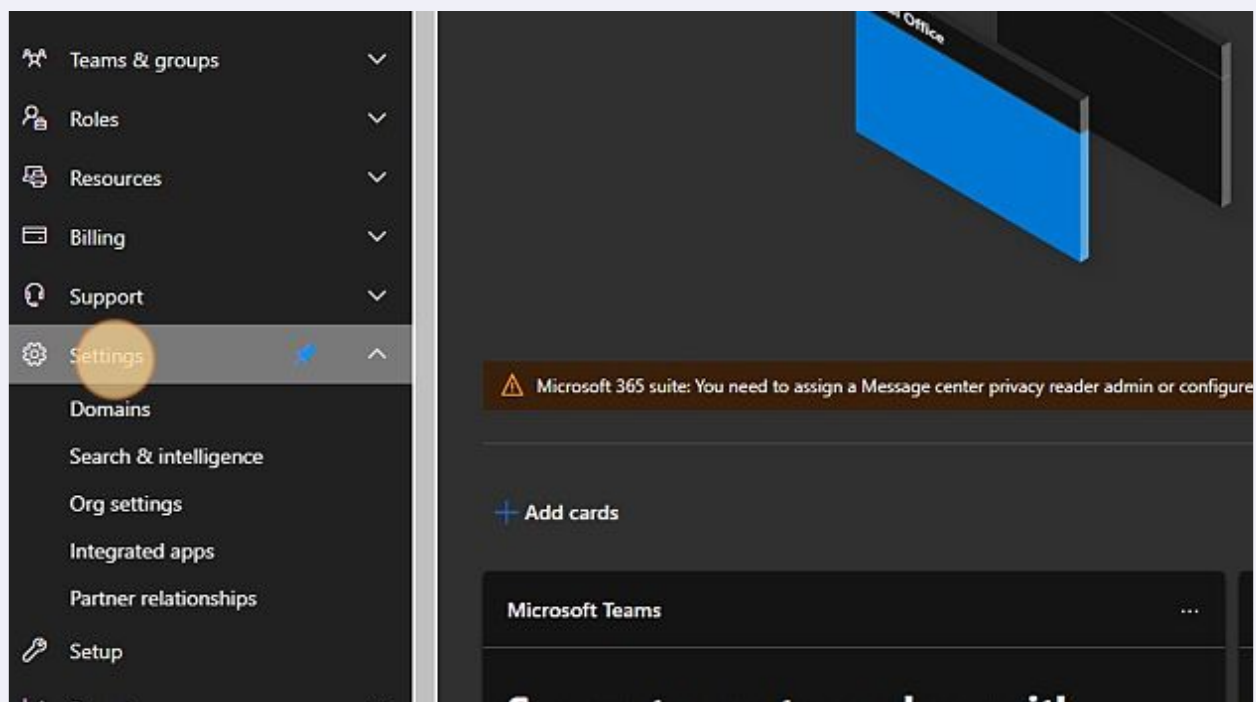 Teams & groups
Roles
Resources
Billing
Support
Settings
Domains
Search & intelligence
Org settings
Integrated apps
Partner relationships
Setup
Office
Microsoft 365 suite: You need to assign a Message center privacy reader admin or configure
Add cards
Microsoft Teams